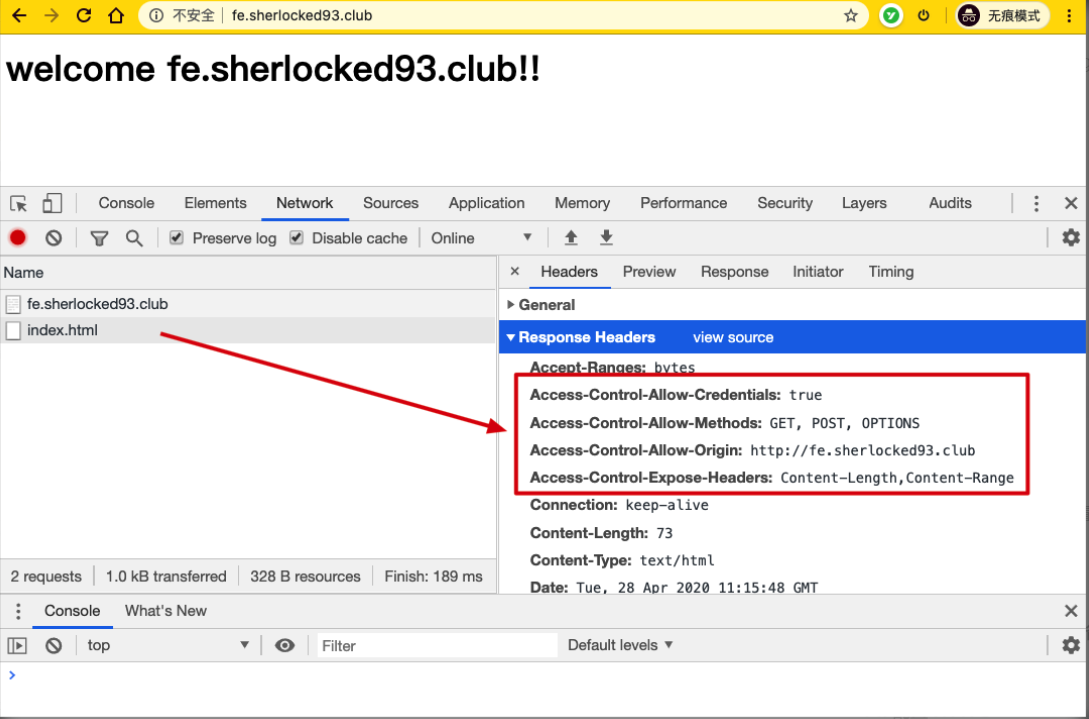 不安全 fe.sherlocked93.club 无痕模式
welcome fe.sherlocked93.club!!
Console Elements Network Sources Application Memory Performance Security Layers Audits
Preserve log Disable cache Online
Name
Headers Preview Response Initiator Timing
fe.sherlocked93.club
General
index.html
Response Headers view source
Accept-Ranges: bytes
Access-Control-Allow-Credentials: true
Access-Control-Allow-Methods: GET, POST, OPTIONS
Access-Control-Allow-Origin: http://fe.sherlocked93.club
Access-Control-Expose-Headers: Content-Length,Content-Range
Connection: keep-alive
Content-Length: 73
Content-Type: text/html
Date: Tue, 28 Apr 2020 11:15:48 GMT
2 requests 1.0 kB transferred 328 B resources Finish: 189 ms
Console What's New
top Filter Default levels